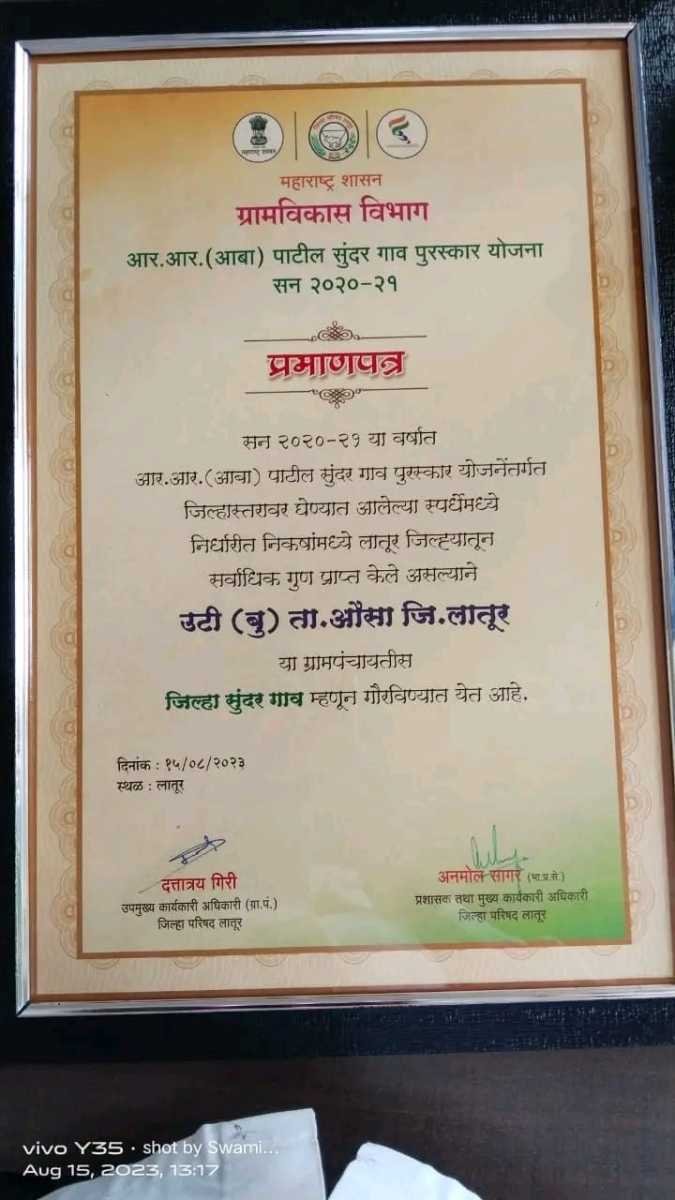 महाराष्ट्र शासन
ग्रामविकास विभाग
आर.आर.(आबा) पाटील सुंदर गाव पुरस्कार योजना
सन २०२०-२१
प्रमाणपत्र
सन २०२०-२१ या वर्षात
आर.आर.(आबा) पाटील सुंदर गाव पुरस्कार योजनेंतर्गत
जिल्हास्तरावर घेण्यात आलेल्या स्पर्धेमध्ये
निर्धारीत निकषांमध्ये लातूर जिल्ह्यातून
सर्वाधिक गुण प्राप्त केले असल्याने
उटी (बु) ता.औसा जि.लातूर
या ग्रामपंचायतीस
जिल्हा सुंदर गाव म्हणून गौरविण्यात येत आहे.
दिनांक : १५/०८/२०२३
स्थळ : लातूर
दत्तात्रय गिरी
उपमुख्य कार्यकारी अधिकारी (ग्रा.पं.)
जिल्हा परिषद लातूर
अनमोल सागर (भा.प्र.से.)
प्रशासक तथा मुख्य कार्यकारी अधिकारी
जिल्हा परिषद लातूर
vivo Y35 · shot by Swami...
Aug 15, 2023, 13:17